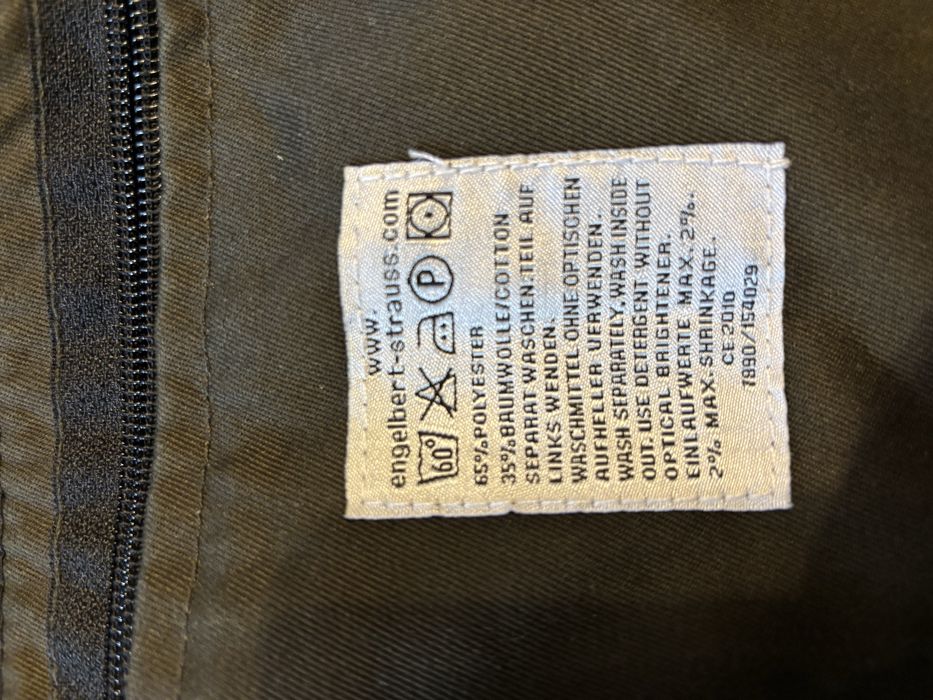 www.
engelbert-strauss.com
60° P
65%POLYESTER
35%BAUMWOLLE/COTTON
SEPARAT WASCHEN.TEIL AUF
LINKS WENDEN.
WASCHMITTEL OHNE OPTISCHEN
AUFHELLER VERWENDEN.
WASH SEPARATELY.WASH INSIDE
OUT. USE DETERGENT WITHOUT
OPTICAL BRIGHTENER.
EINLAUFWERTE MAX. 2%.
2% MAX.SHRINKAGE.
CE-2010
7890/154029